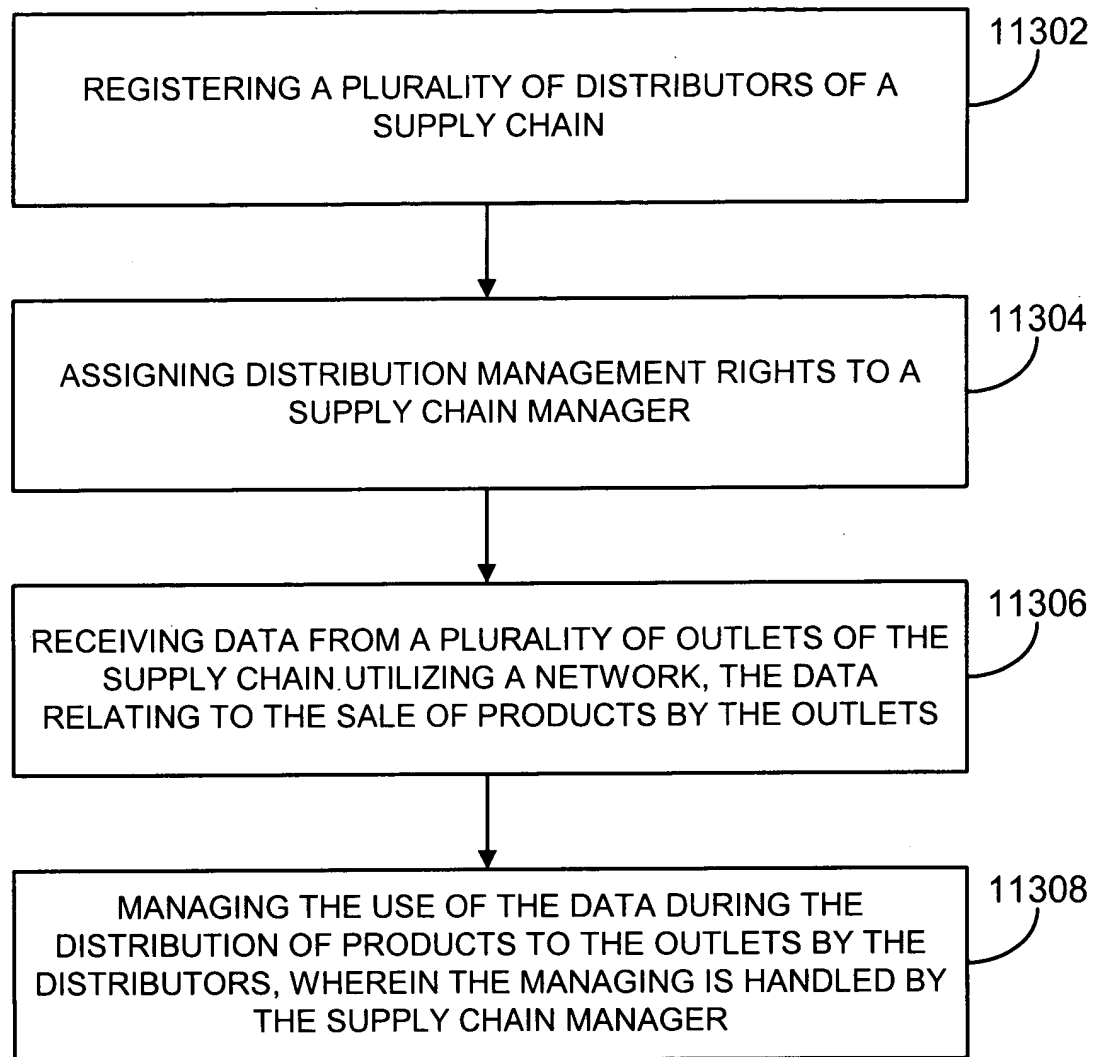 11302
REGISTERING A PLURALITY OF DISTRIBUTORS OF A
SUPPLY CHAIN
11304
ASSIGNING DISTRIBUTION MANAGEMENT RIGHTS TO A
SUPPLY CHAIN MANAGER
11306
RECEIVING DATA FROM A PLURALITY OF OUTLETS OF THE
SUPPLY CHAIN UTILIZING A NETWORK, THE DATA
RELATING TO THE SALE OF PRODUCTS BY THE OUTLETS
11308
MANAGING THE USE OF THE DATA DURING THE
DISTRIBUTION OF PRODUCTS TO THE OUTLETS BY THE
DISTRIBUTORS, WHEREIN THE MANAGING IS HANDLED BY
THE SUPPLY CHAIN MANAGER